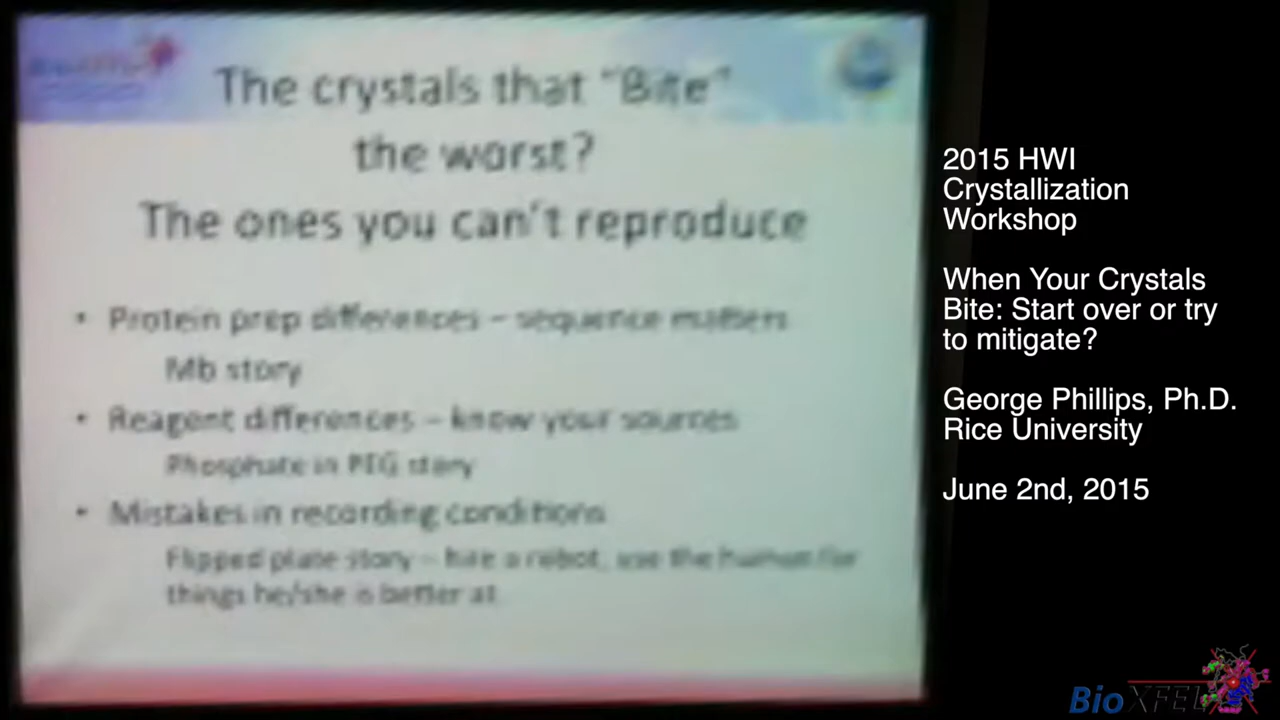 The crystals that "Bite"
the worst?
The ones you can't reproduce
• Protein prep differences – sequence matters
Mb story
• Reagent differences – know your sources
Phosphate in PEG story
• Mistakes in recording conditions
Flipped plate story – hire a robot, use the human for
things he/she is better at
2015 HWI
Crystallization
Workshop
When Your Crystals
Bite: Start over or try
to mitigate?
George Phillips, Ph.D.
Rice University
June 2nd, 2015
BioXFEL